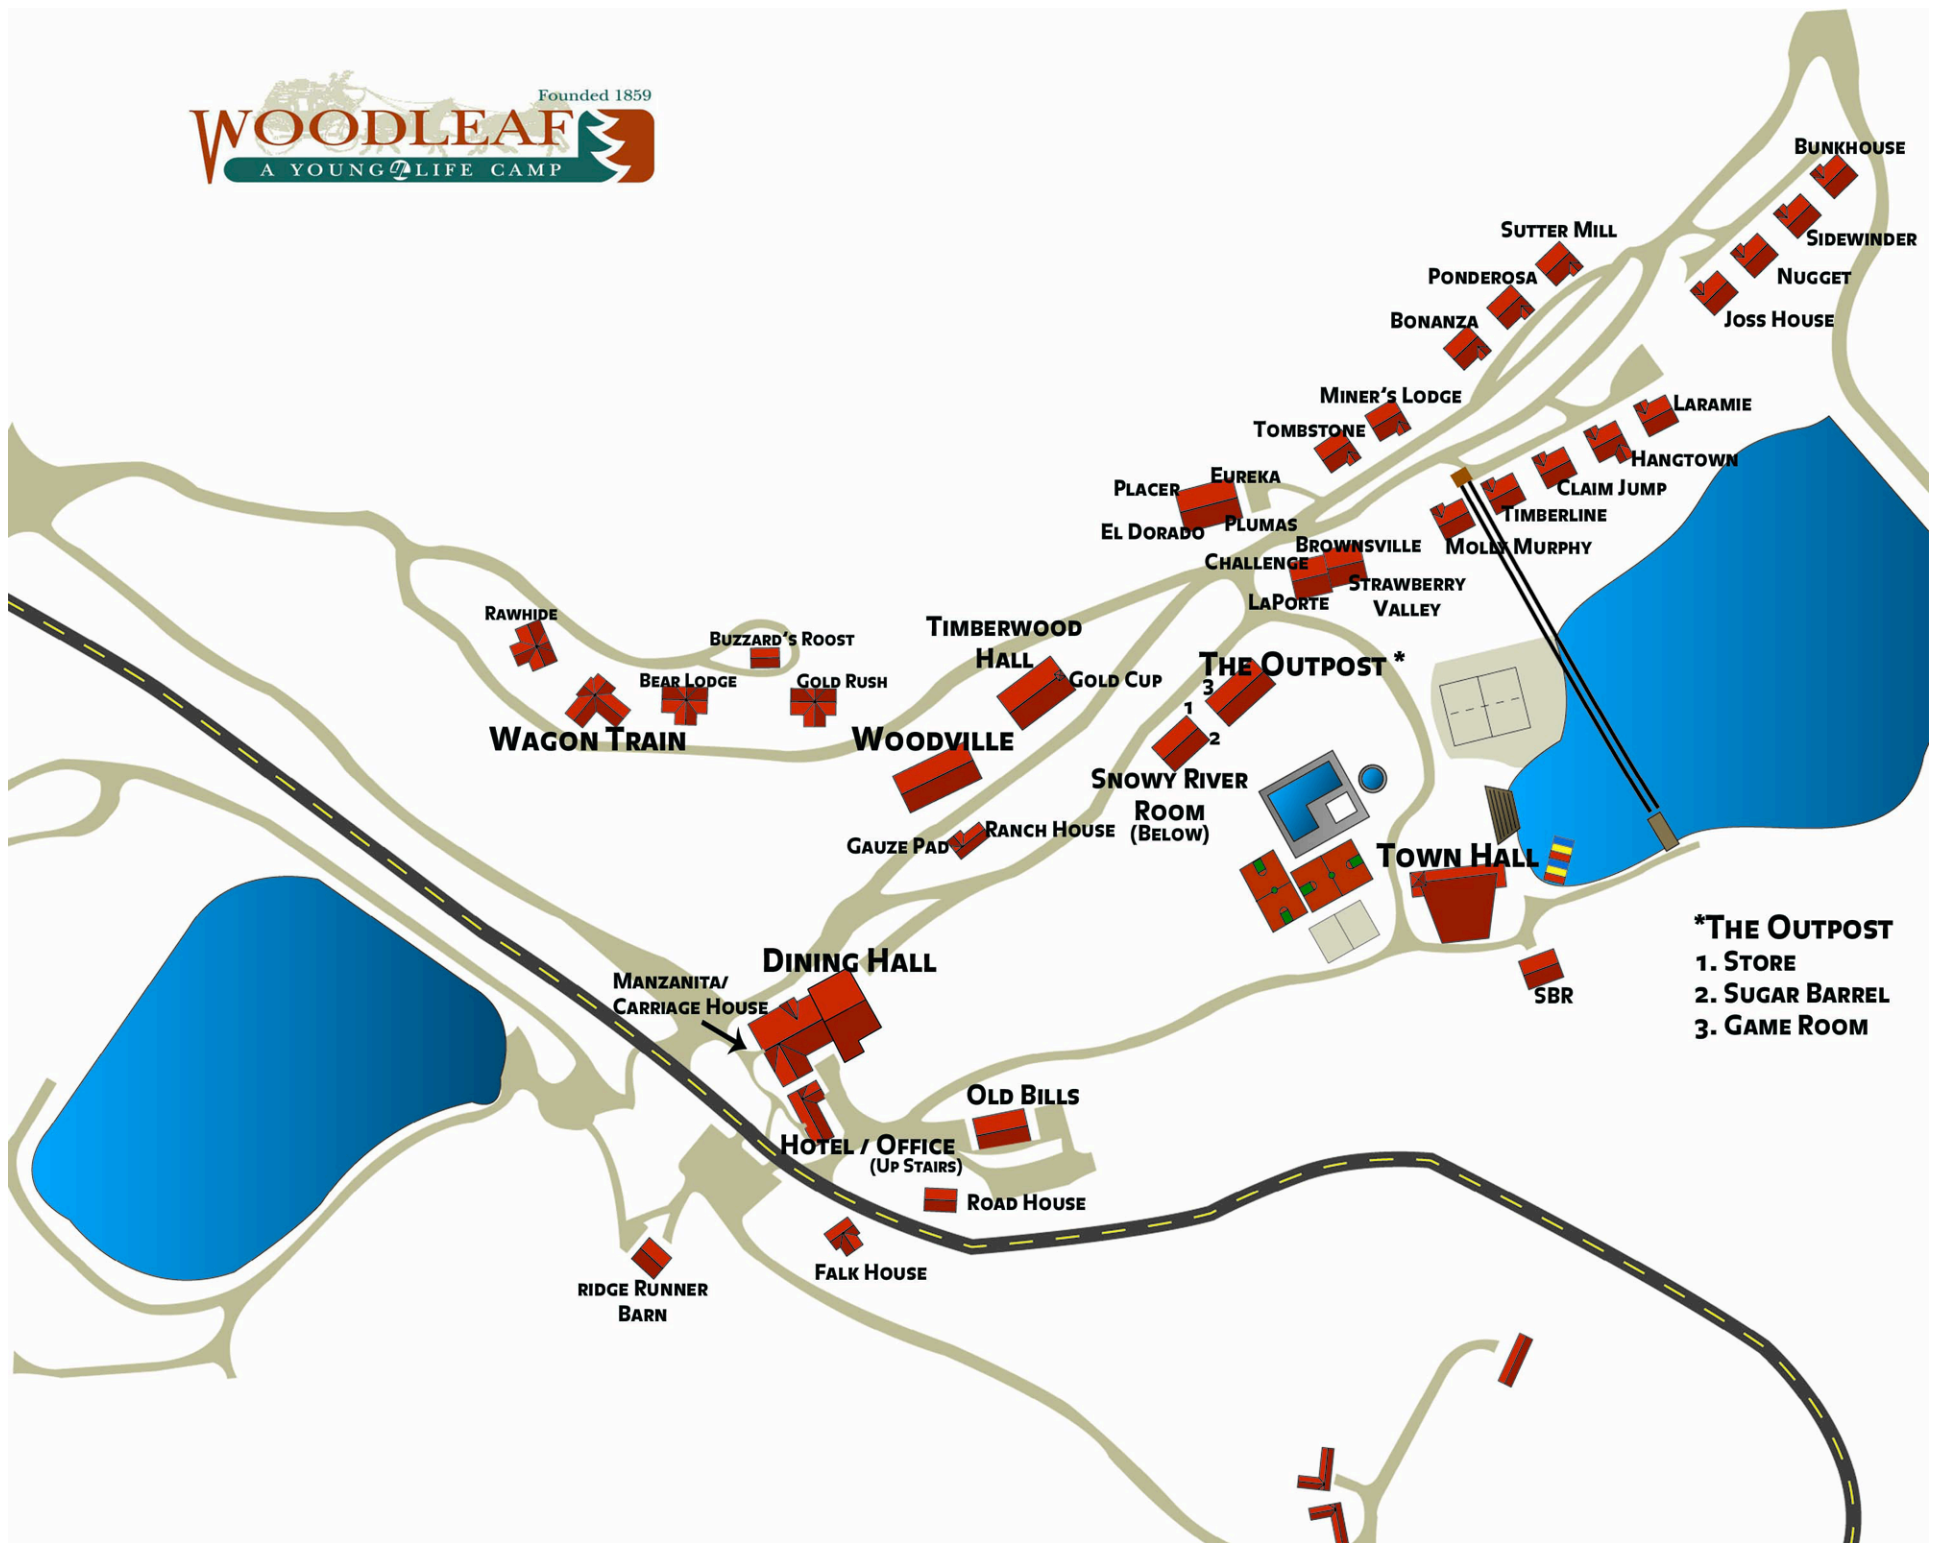 Founded 1859
WOODLEAF
A YOUNG LIFE CAMP
BUNKHOUSE
SUTTER MILL
SIDEWINDER
PONDEROSA
NUGGET
BONANZA
JOSS HOUSE
MINER'S LODGE
LARAMIE
TOMBSTONE
HANGTOWN
EUREKA
PLACER
CLAIM JUMP
TIMBERLINE
PLUMAS
EL DORADO
BROWNSVILLE
MOLLY MURPHY
CHALLENGE
STRAWBERRY
VALLEY
LAPORTE
RAWHIDE
BUZZARD'S ROOST
TIMBERWOOD
HALL
THE OUTPOST *
BEAR LODGE
GOLD RUSH
GOLD CUP
3
1
2
WAGON TRAIN
WOODVILLE
SNOWY RIVER
ROOM
(BELOW)
RANCH HOUSE
GAUZE PAD
TOWN HALL
*THE OUTPOST
1. STORE
2. SUGAR BARREL
3. GAME ROOM
DINING HALL
MANZANITA/
CARRIAGE HOUSE
SBR
OLD BILLS
HOTEL / OFFICE
(UP STAIRS)
ROAD HOUSE
FALK HOUSE
RIDGE RUNNER
BARN